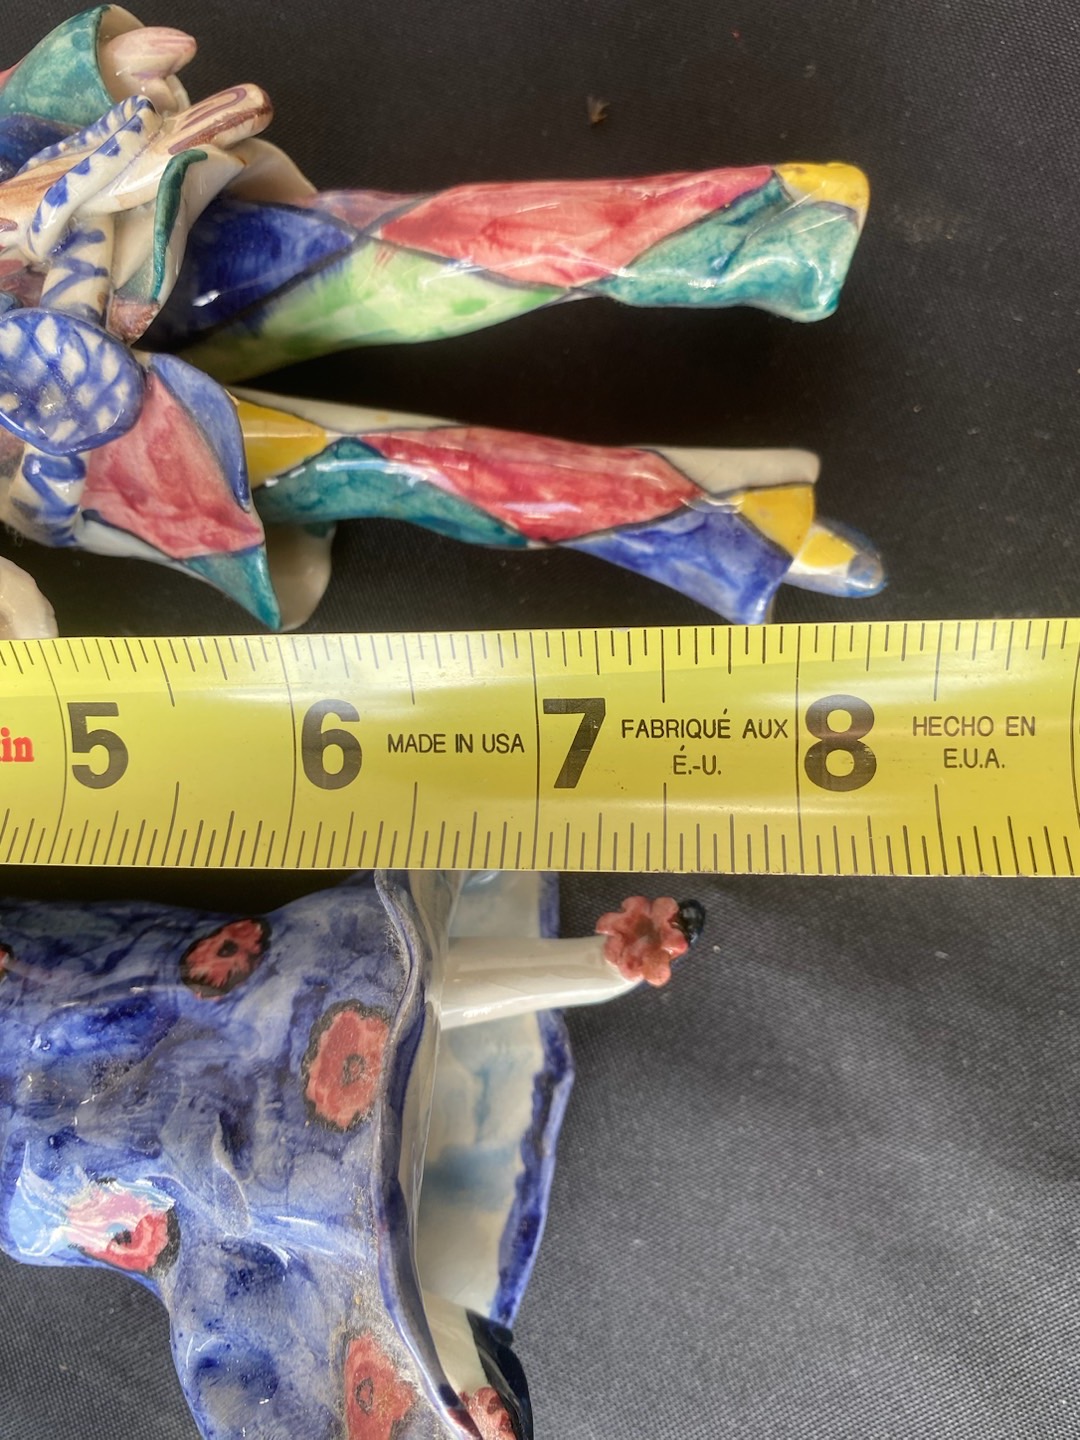 in 5 6 MADE IN USA 7 FABRIQUÉ AUX
É.-U. 8 HECHO EN
E.U.A.